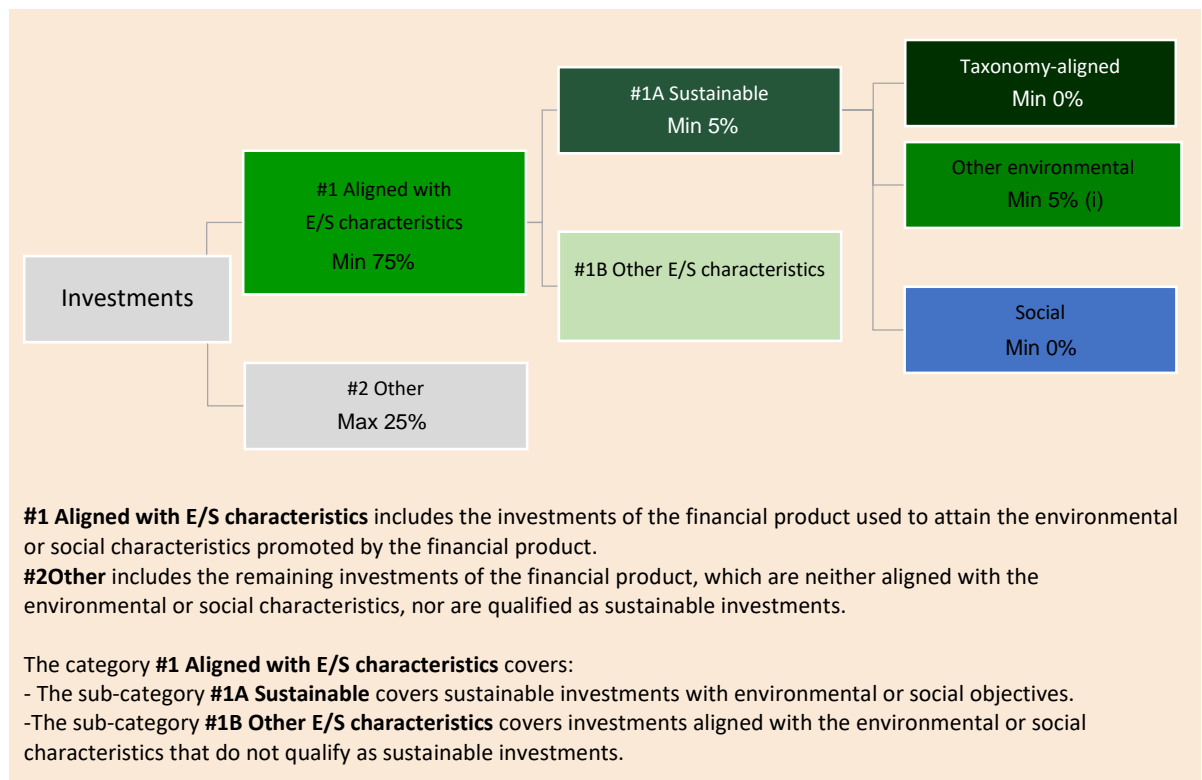 Investments
#1 Aligned with
E/S characteristics
Min 75%
#2 Other
Max 25%
#1A Sustainable
Min 5%
#1B Other E/S characteristics
Taxonomy-aligned
Min 0%
Other environmental
Min 5% (i)
Social
Min 0%
#1 Aligned with E/S characteristics includes the investments of the financial product used to attain the environmental
or social characteristics promoted by the financial product.
#2Other includes the remaining investments of the financial product, which are neither aligned with the
environmental or social characteristics, nor are qualified as sustainable investments.
The category #1 Aligned with E/S characteristics covers:
- The sub-category #1A Sustainable covers sustainable investments with environmental or social objectives.
-The sub-category #1B Other E/S characteristics covers investments aligned with the environmental or social
characteristics that do not qualify as sustainable investments.